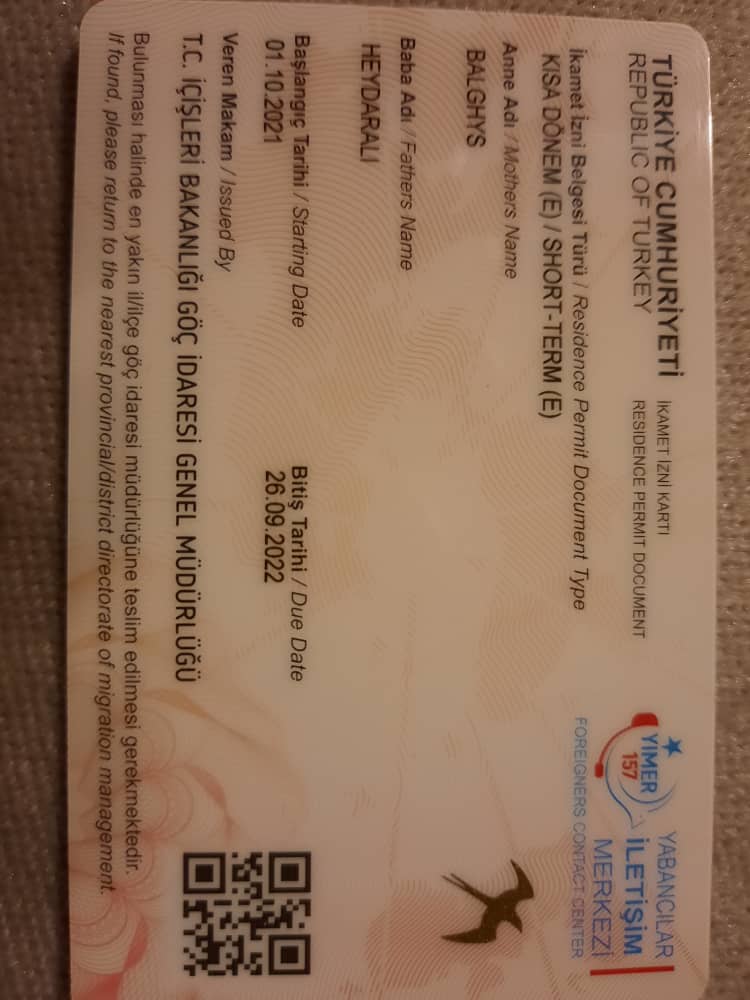 TÜRKİYE CUMHURİYETİ
REPUBLIC OF TURKEY
İKAMET İZNİ KARTI
RESIDENCE PERMIT DOCUMENT
YİMER
157
YABANCILAR
İLETİŞİM
MERKEZİ
FOREIGNERS CONTACT CENTER
İkamet İzni Belgesi Türü / Residence Permit Document Type
KISA DÖNEM (E) / SHORT-TERM (E)
Anne Adı / Mothers Name
BALGHYS
Baba Adı / Fathers Name
HEYDARALI
Başlangıç Tarihi / Starting Date
01.10.2021
Bitiş Tarihi / Due Date
26.09.2022
Veren Makam / Issued By
T.C. İÇİŞLERİ BAKANLIĞI GÖÇ İDARESİ GENEL MÜDÜRLÜĞÜ
Bulunması halinde en yakın il/ilçe göç idaresi müdürlüğüne teslim edilmesi gerekmektedir.
If found, please return to the nearest provincial/district directorate of migration management.